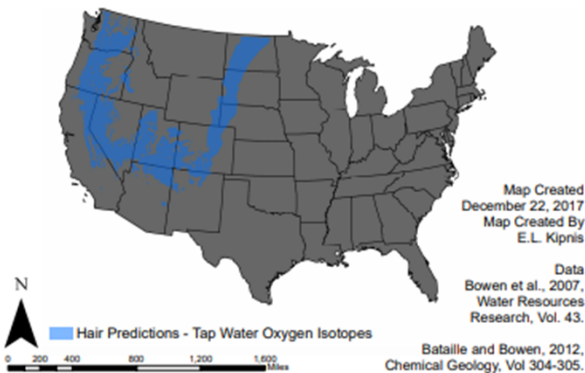 Map Created
December 22, 2017
Map Created By
E.L. Kipnis
Data
Bowen et al., 2007,
Water Resources
Research, Vol. 43.
Bataille and Bowen, 2012,
Chemical Geology, Vol 304-305.
N
Hair Predictions - Tap Water Oxygen Isotopes
0 200 400 800 1,200 1,600
Miles